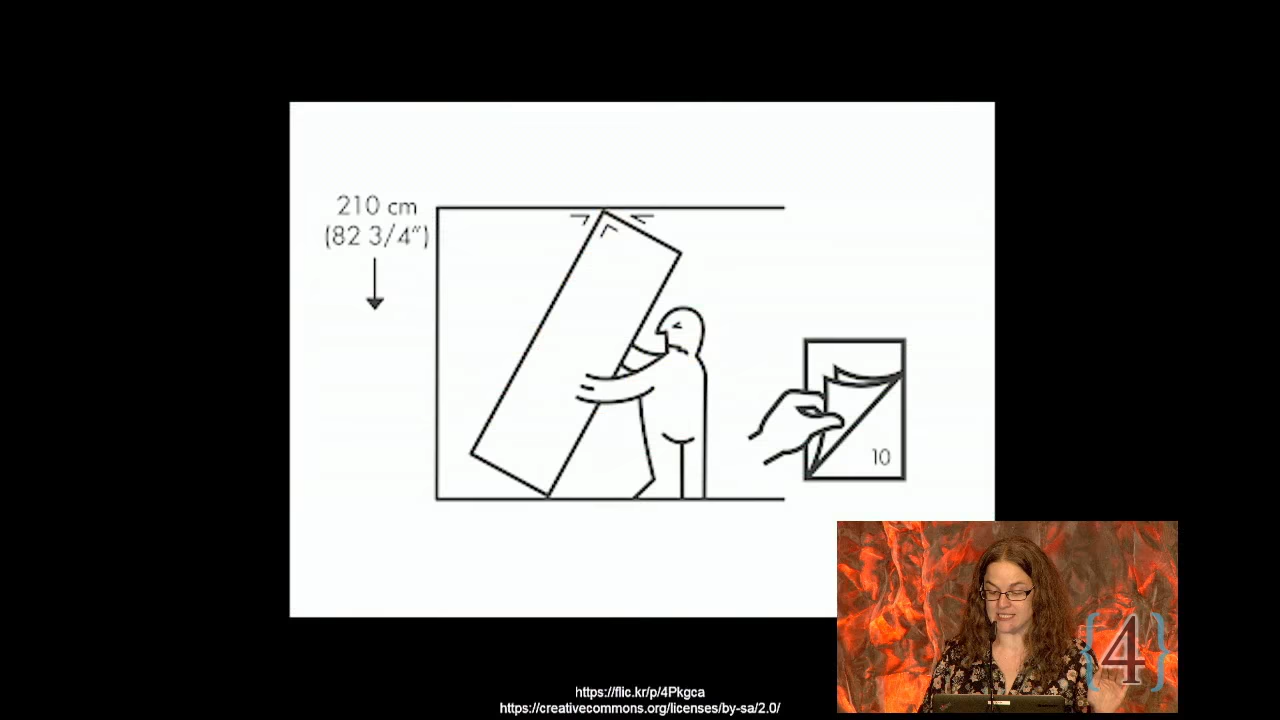 210 cm
(82 3/4")
10
{4}
https://flic.kr/p/4Pkgca
https://creativecommons.org/licenses/by-sa/2.0/